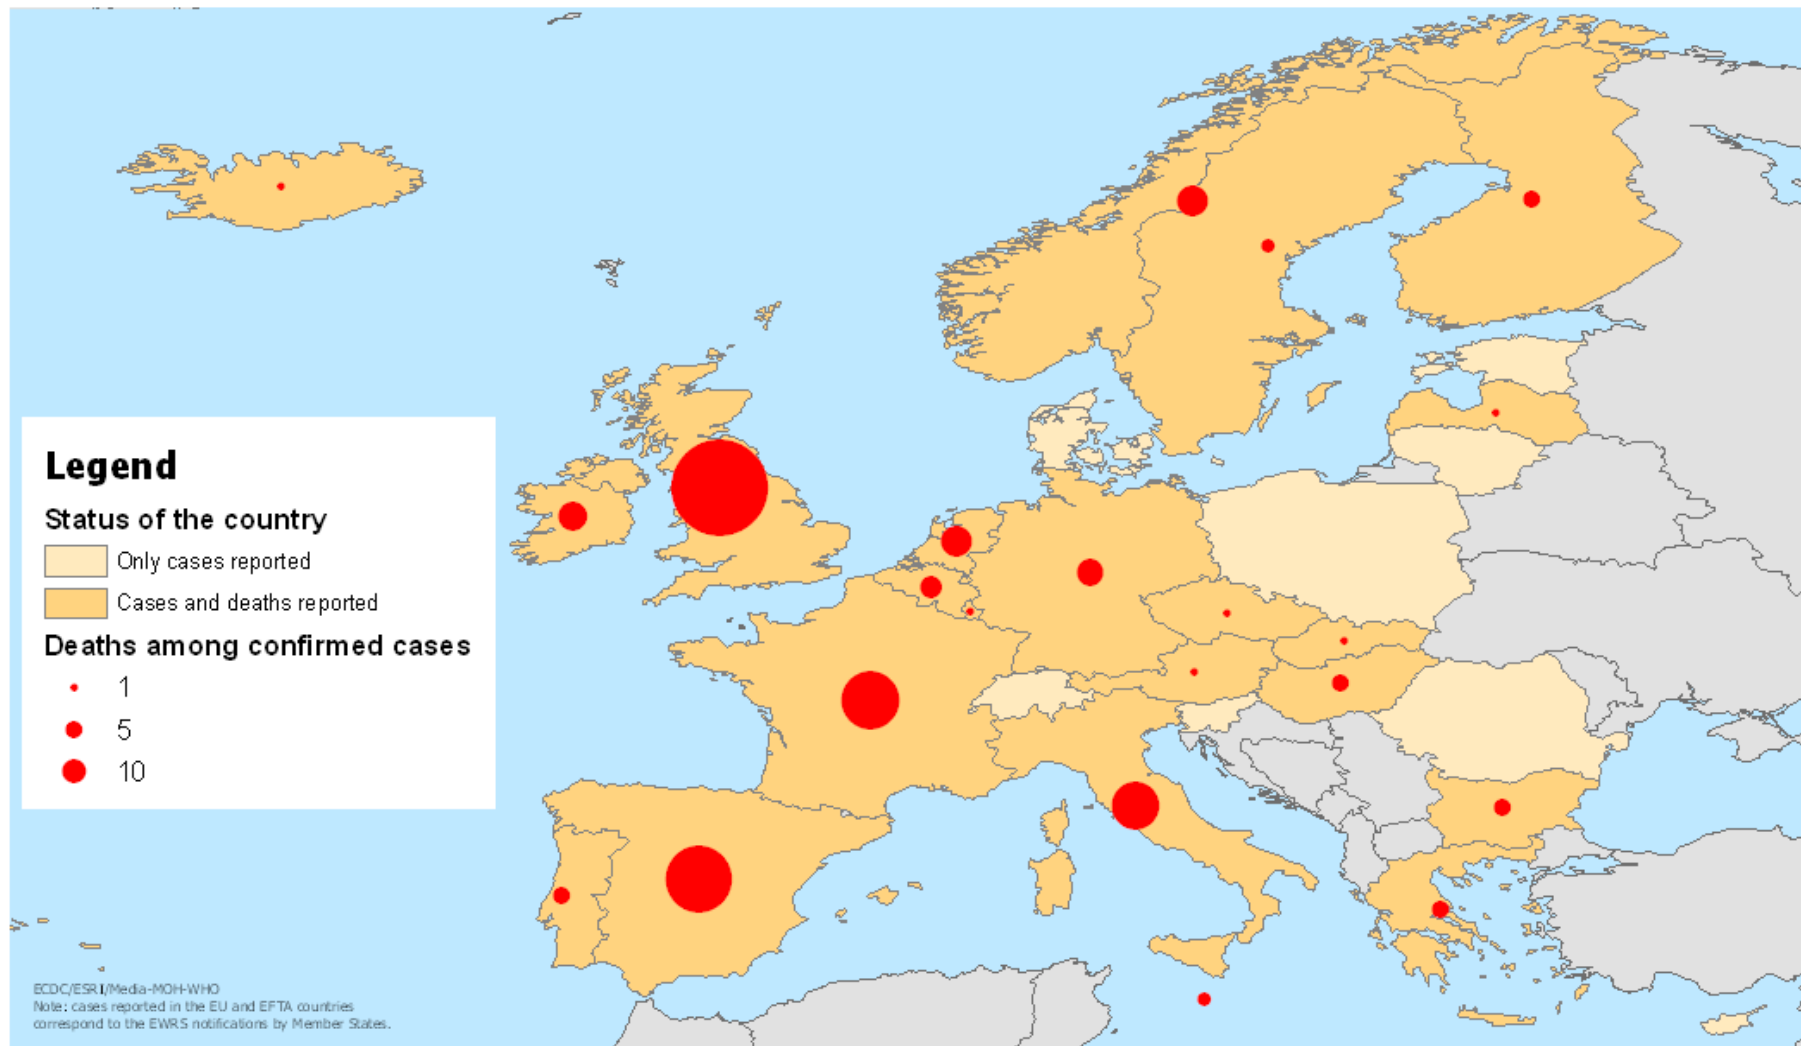 Legend
Status of the country
Only cases reported
Cases and deaths reported
Deaths among confirmed cases
1
5
10
ECDC/ESRI/Media-MOH-WHO
Note: cases reported in the EU and EFTA countries
correspond to the EWRS notifications by Member States.